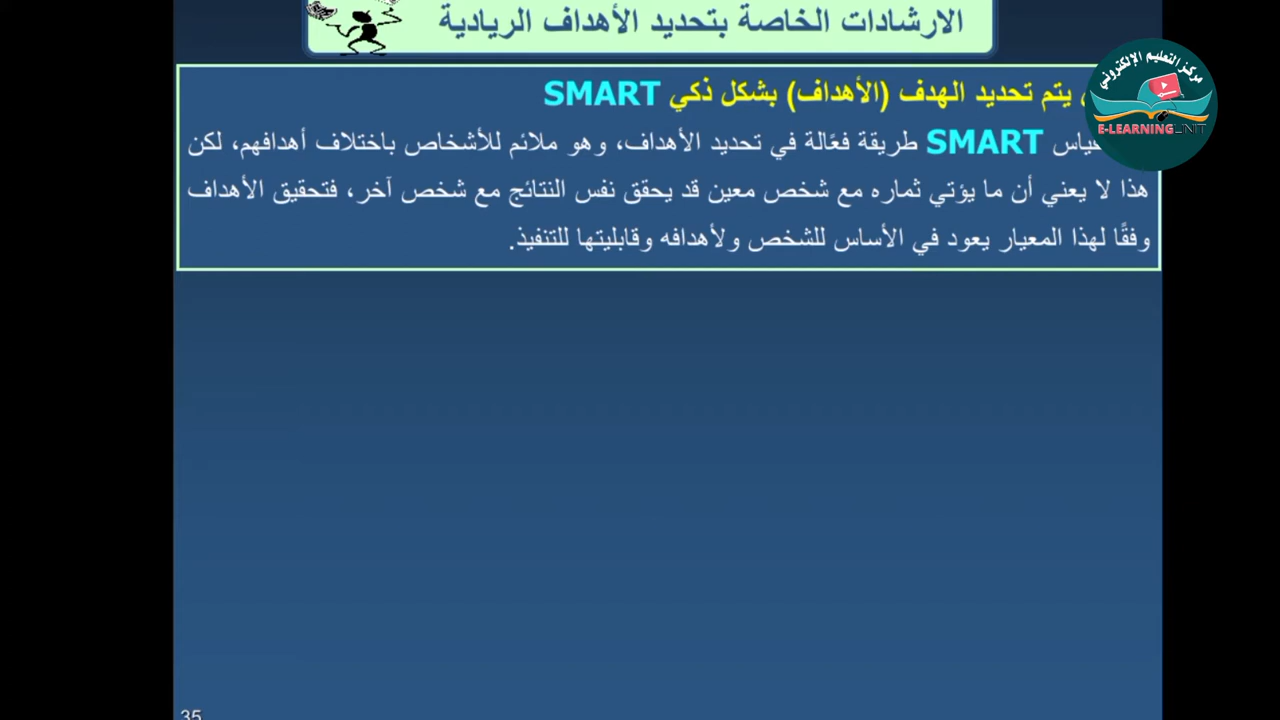 الارشادات الخاصة بتحديد الأهداف الريادية
يتم تحديد الهدف (الأهداف) بشكل ذكي SMART
SMART طريقة فعّالة في تحديد الأهداف، وهو ملائم للأشخاص باختلاف أهدافهم، لكن
هذا لا يعني أن ما يؤتي ثماره مع شخص معين قد يحقق نفس النتائج مع شخص آخر، فتحقيق الأهداف
وفقًا لهذا المعيار يعود في الأساس للشخص ولأهدافه وقابليتها للتنفيذ.
مركز التعليم الإلكتروني
E-LEARNING UNIT
35